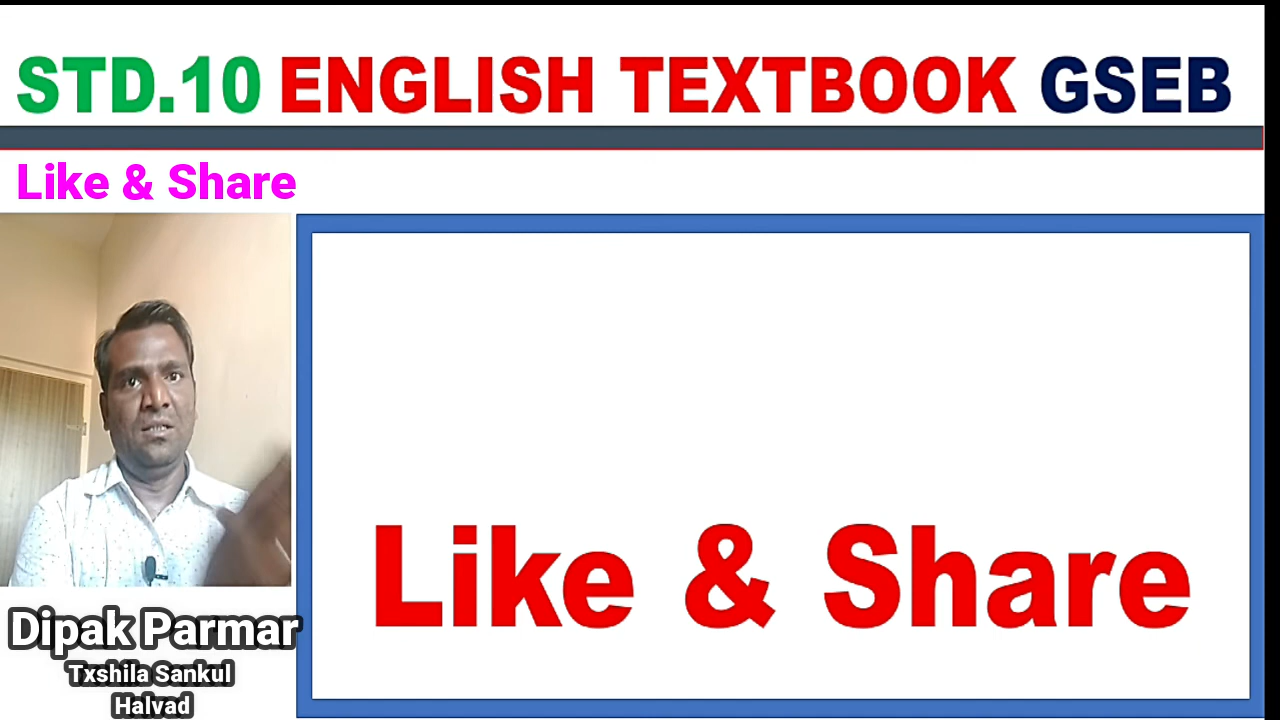 STD.10 ENGLISH TEXTBOOK GSEB
Like & Share
Like & Share
Dipak Parmar
Txshila Sankul
Halvad